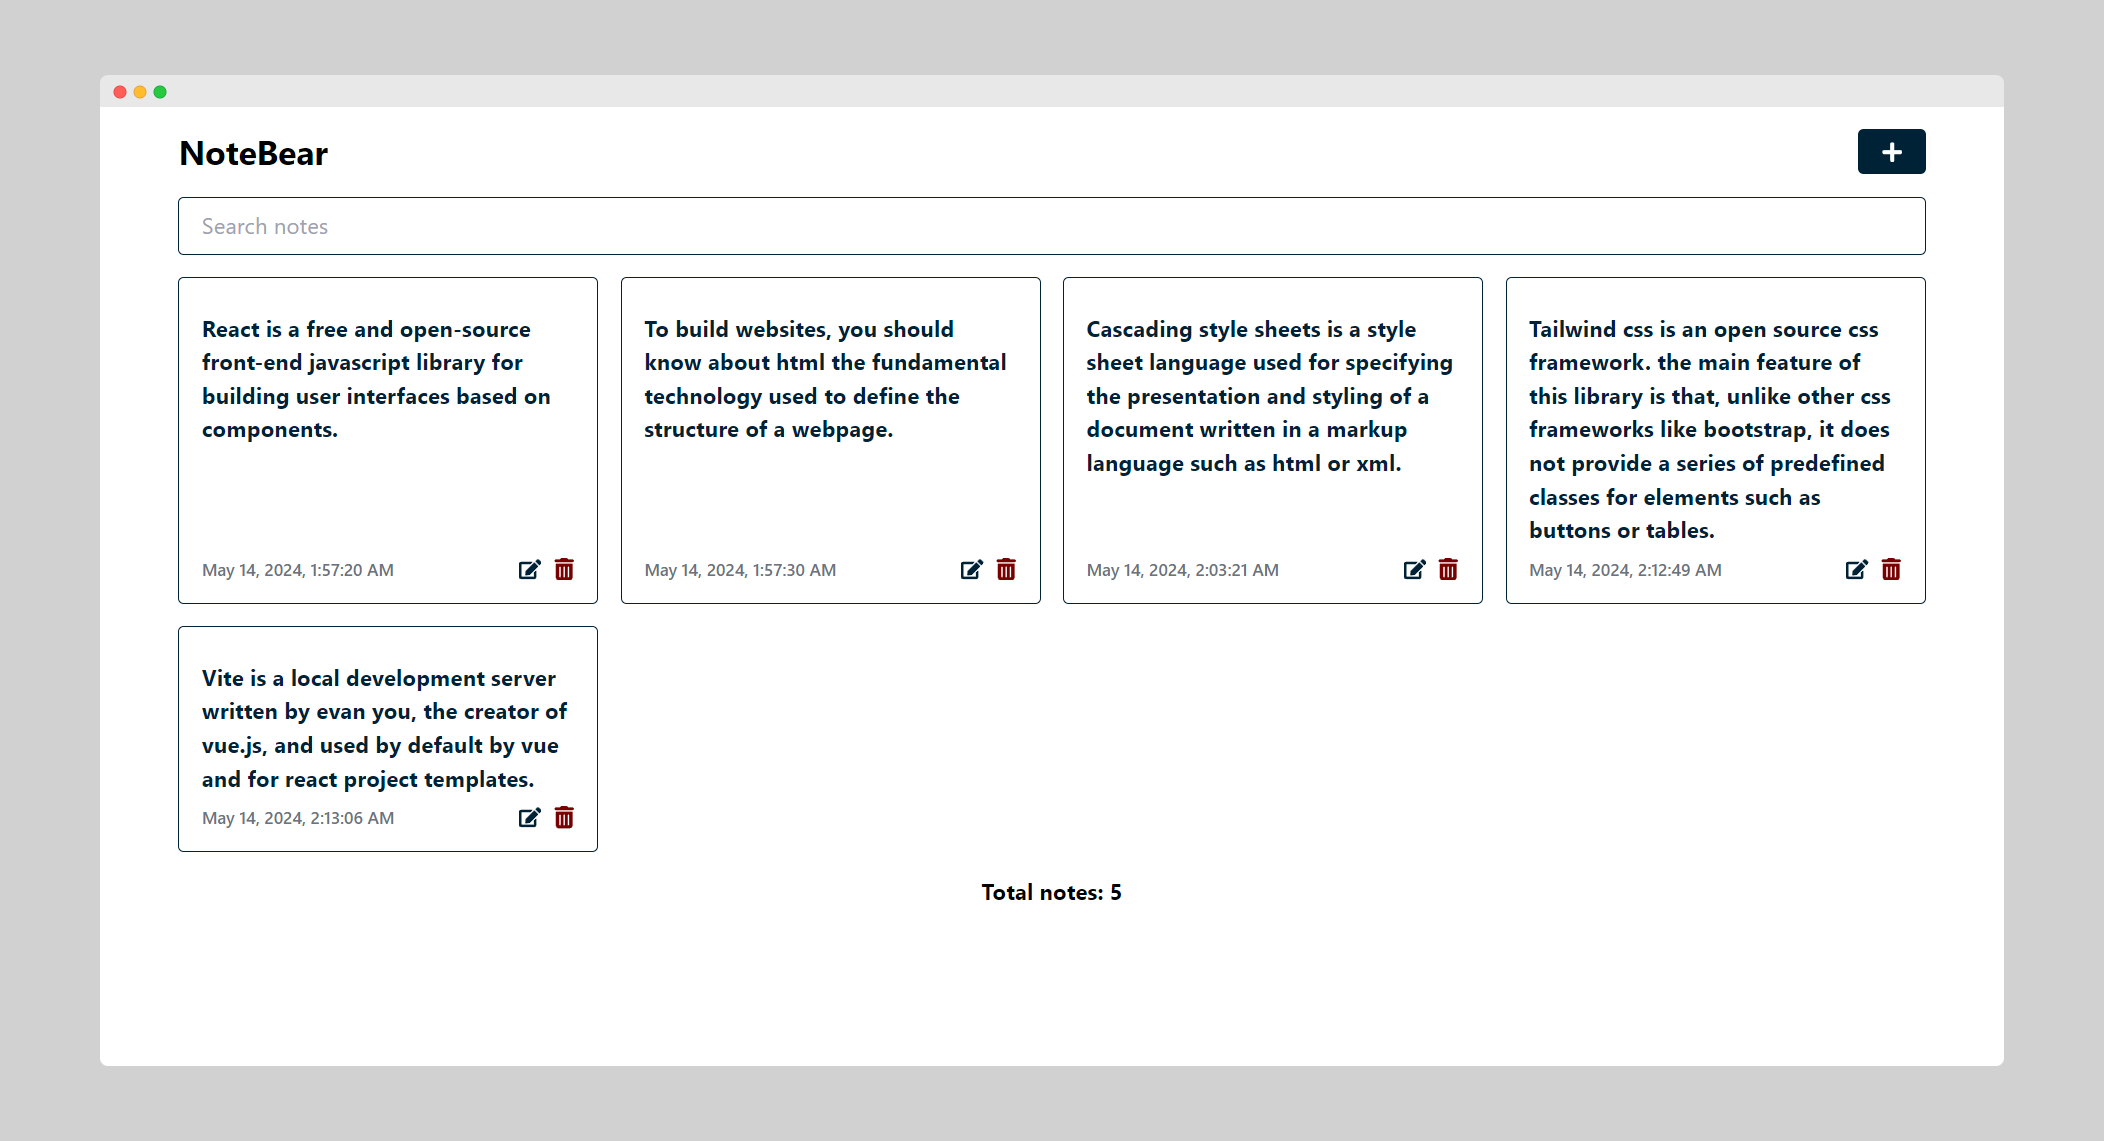 NoteBear
Search notes
React is a free and open-source
front-end javascript library for
building user interfaces based on
components.
May 14, 2024, 1:57:20 AM
To build websites, you should
know about html the fundamental
technology used to define the
structure of a webpage.
May 14, 2024, 1:57:30 AM
Cascading style sheets is a style
sheet language used for specifying
the presentation and styling of a
document written in a markup
language such as html or xml.
May 14, 2024, 2:03:21 AM
Tailwind css is an open source css
framework. the main feature of
this library is that, unlike other css
frameworks like bootstrap, it does
not provide a series of predefined
classes for elements such as
buttons or tables.
May 14, 2024, 2:12:49 AM
Vite is a local development server
written by evan you, the creator of
vue.js, and used by default by vue
and for react project templates.
May 14, 2024, 2:13:06 AM
Total notes: 5